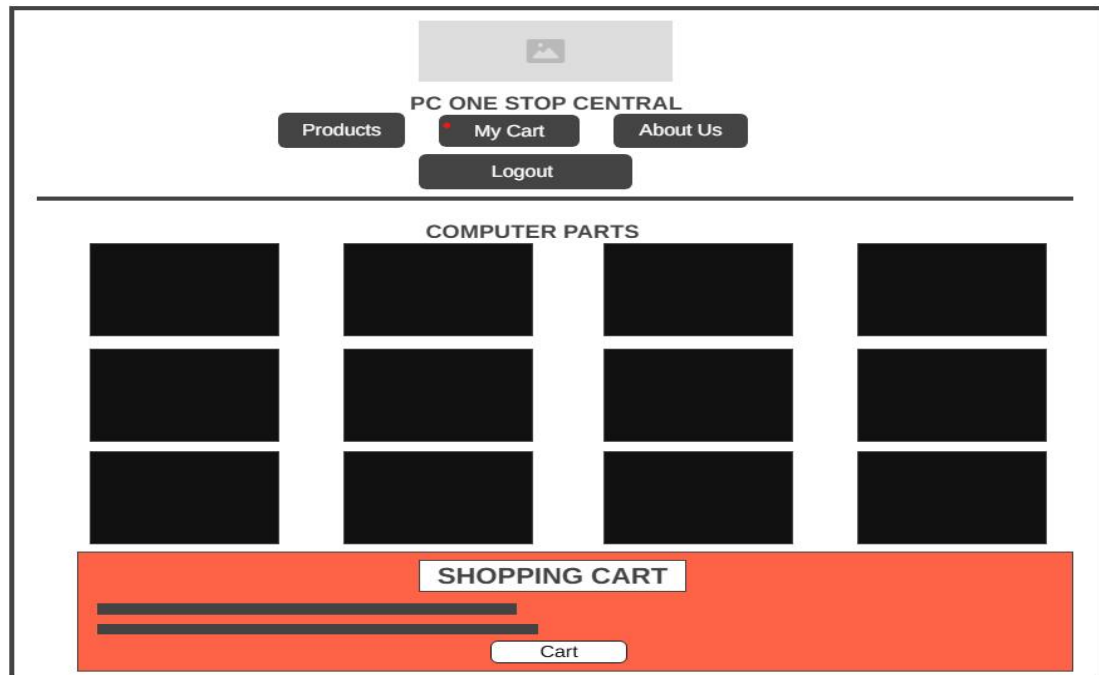 PC ONE STOP CENTRAL
Products My Cart About Us
Logout
COMPUTER PARTS
SHOPPING CART
Cart